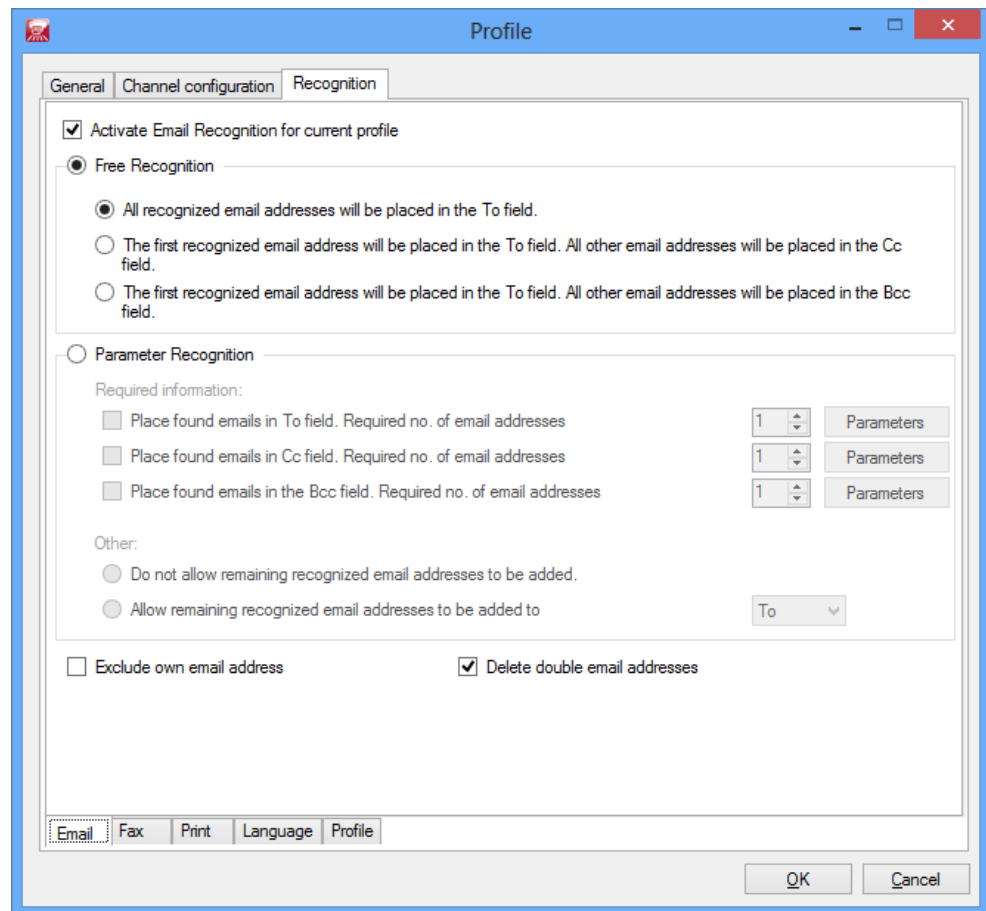 Profile
General Channel configuration Recognition
Activate Email Recognition for current profile
Free Recognition
All recognized email addresses will be placed in the To field.
The first recognized email address will be placed in the To field. All other email addresses will be placed in the Cc
field.
The first recognized email address will be placed in the To field. All other email addresses will be placed in the Bcc
field.
Parameter Recognition
Required information:
Place found emails in To field. Required no. of email addresses 1 Parameters
Place found emails in Cc field. Required no. of email addresses 1 Parameters
Place found emails in the Bcc field. Required no. of email addresses 1 Parameters
Other:
Do not allow remaining recognized email addresses to be added.
Allow remaining recognized email addresses to be added to To
Exclude own email address Delete double email addresses
Email Fax Print Language Profile
OK Cancel